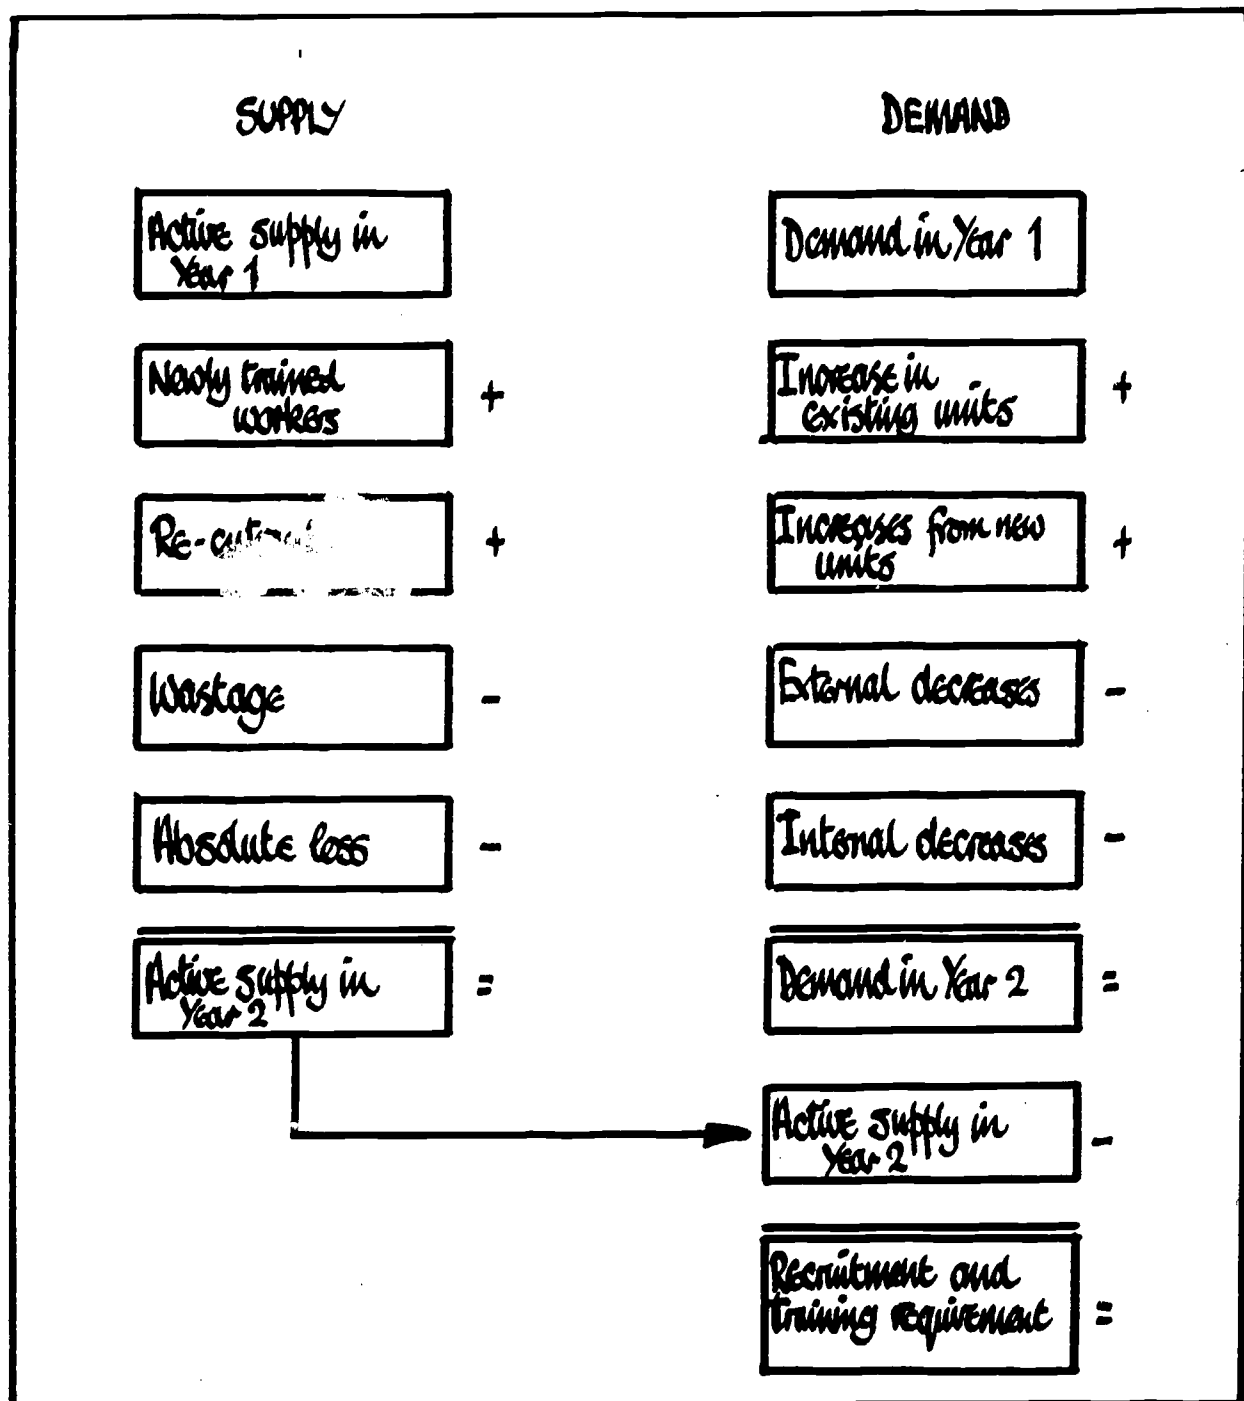 SUPPLY
DEMAND
Active supply in
Year 1
Demand in Year 1
Newly trained
workers
+
Increase in
existing units
+
+
Increases from new
units
+
Wastage
-
External decreases
-
Absolute loss
-
Internal decreases
-
Active supply in
Year 2
=
Demand in Year 2
=
Active supply in
Year 2
-
Recruitment and
training requirement
=